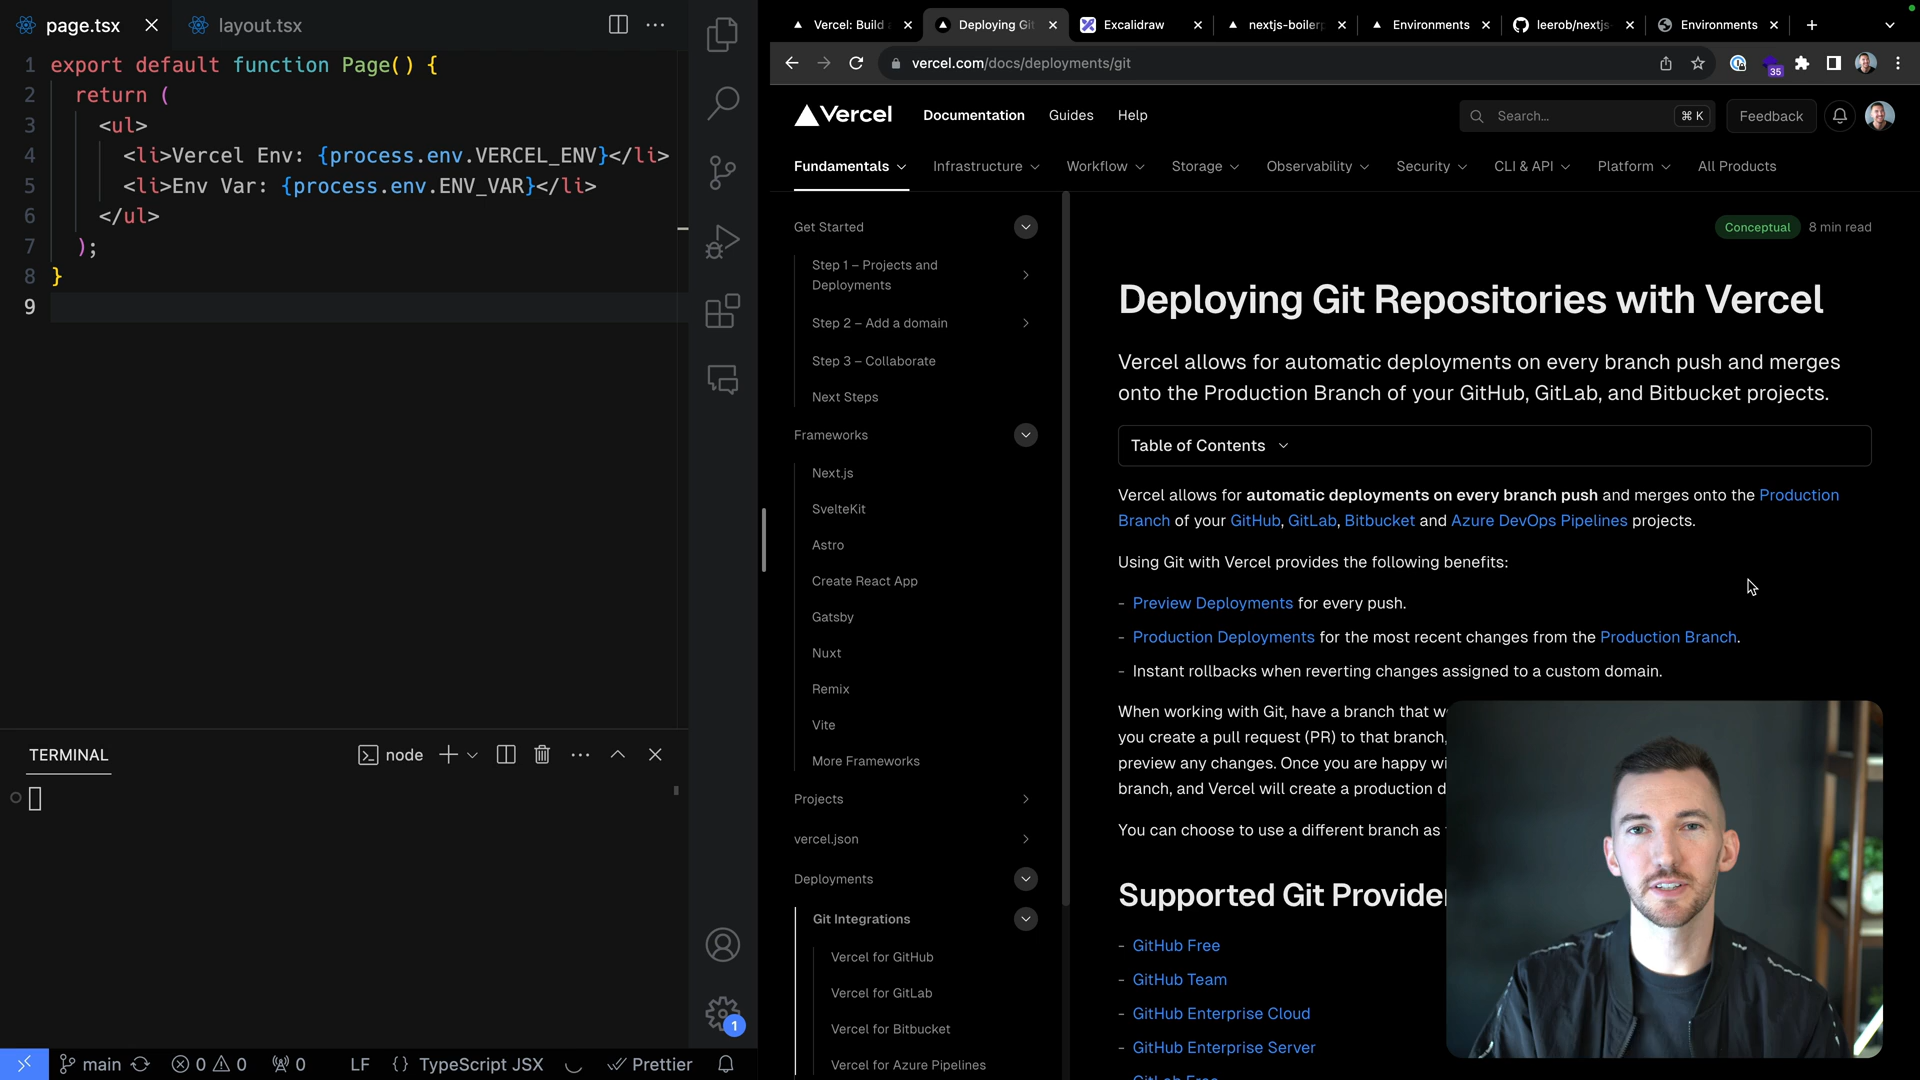 page.tsx
layout.tsx
1 export default function Page() {
2 return (
3 <ul>
4 <li>Vercel Env: {process.env.VERCEL_ENV}</li>
5 <li>Env Var: {process.env.ENV_VAR}</li>
6 </ul>
7 );
8 }
9
TERMINAL
node
1
main
0 0
0
LF
{} TypeScript JSX
Prettier
Vercel: Build
Deploying Git
Excalidraw
nextjs-boilerp
Environments
leerob/nextjs
Environments
vercel.com/docs/deployments/git
35
Vercel
Documentation
Guides
Help
Search...
⌘ K
Feedback
Fundamentals
Infrastructure
Workflow
Storage
Observability
Security
CLI & API
Platform
All Products
Get Started
Step 1 – Projects and
Deployments
Step 2 – Add a domain
Step 3 – Collaborate
Next Steps
Frameworks
Next.js
SvelteKit
Astro
Create React App
Gatsby
Nuxt
Remix
Vite
More Frameworks
Projects
vercel.json
Deployments
Git Integrations
Vercel for GitHub
Vercel for GitLab
Vercel for Bitbucket
Vercel for Azure Pipelines
Conceptual
8 min read
Deploying Git Repositories with Vercel
Vercel allows for automatic deployments on every branch push and merges
onto the Production Branch of your GitHub, GitLab, and Bitbucket projects.
Table of Contents
Vercel allows for automatic deployments on every branch push and merges onto the Production
Branch of your GitHub, GitLab, Bitbucket and Azure DevOps Pipelines projects.
Using Git with Vercel provides the following benefits:
- Preview Deployments for every push.
- Production Deployments for the most recent changes from the Production Branch.
- Instant rollbacks when reverting changes assigned to a custom domain.
When working with Git, have a branch that
you create a pull request (PR) to that branch,
preview any changes. Once you are happy
branch, and Vercel will create a production
You can choose to use a different branch as
Supported Git
- GitHub Free
- GitHub Team
- GitHub Enterprise Cloud
- GitHub Enterprise Server